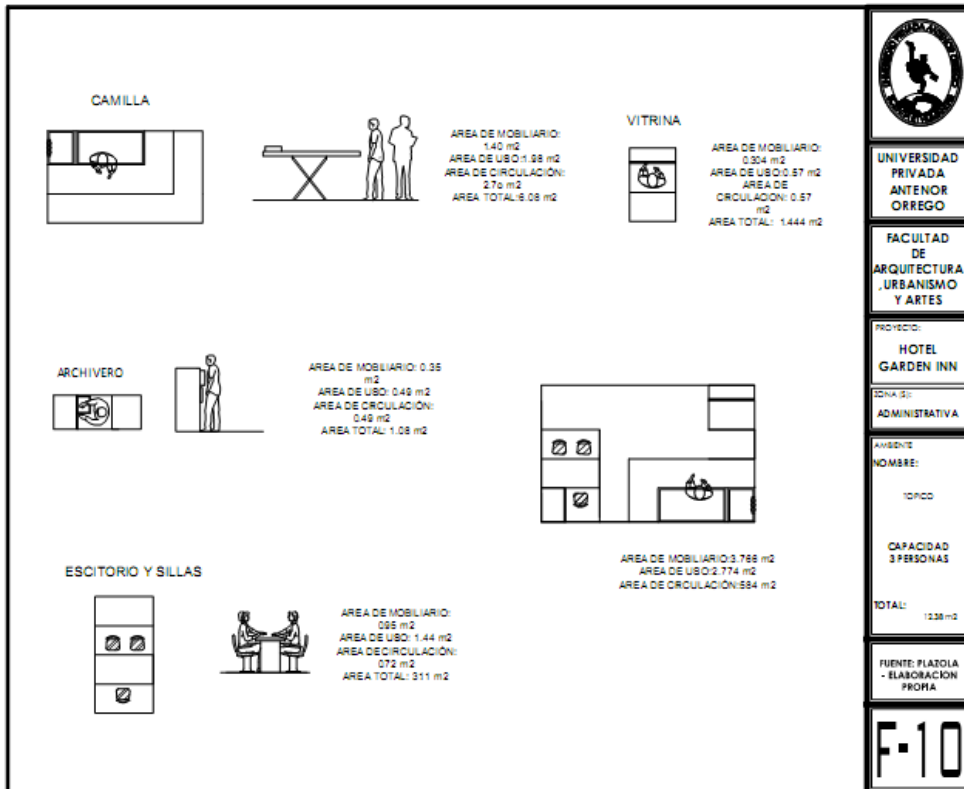 CAMILLA
AREA DE MOBILIARIO:
1.40 m2
AREA DE USO:1.98 m2
AREA DE CIRCULACIÓN:
2.70 m2
AREA TOTAL:6.08 m2
VITRINA
AREA DE MOBILIARIO:
0.304 m2
AREA DE USO:0.57 m2
AREA DE
CIRCULACION: 0.57
m2
AREA TOTAL: 1.444 m2
ARCHIVERO
AREA DE MOBILIARIO: 0.35
m2
AREA DE USO: 0.49 m2
AREA DE CIRCULACIÓN:
0.49 m2
AREA TOTAL: 1.08 m2
AREA DE MOBILIARIO:3.766 m2
AREA DE USO:2.774 m2
AREA DE CIRCULACIÓN:584 m2
ESCITORIO Y SILLAS
AREA DE MOBILIARIO:
095 m2
AREA DE USO: 1.44 m2
AREA DECIRCULACIÓN:
072 m2
AREA TOTAL: 311 m2
UNIVERSIDAD
PRIVADA
ANTENOR
ORREGO
FACULTAD
DE
ARQUITECTURA
,URBANISMO
Y ARTES
PROYECTO:
HOTEL
GARDEN INN
ZONA (S):
ADMINISTRATIVA
AMBIENTE
NOMBRE:
TOPICO
CAPACIDAD
3 PERSONAS
TOTAL:
12.38 m2
FUENTE: PLAZOLA
- ELABORACION
PROPIA
F-10